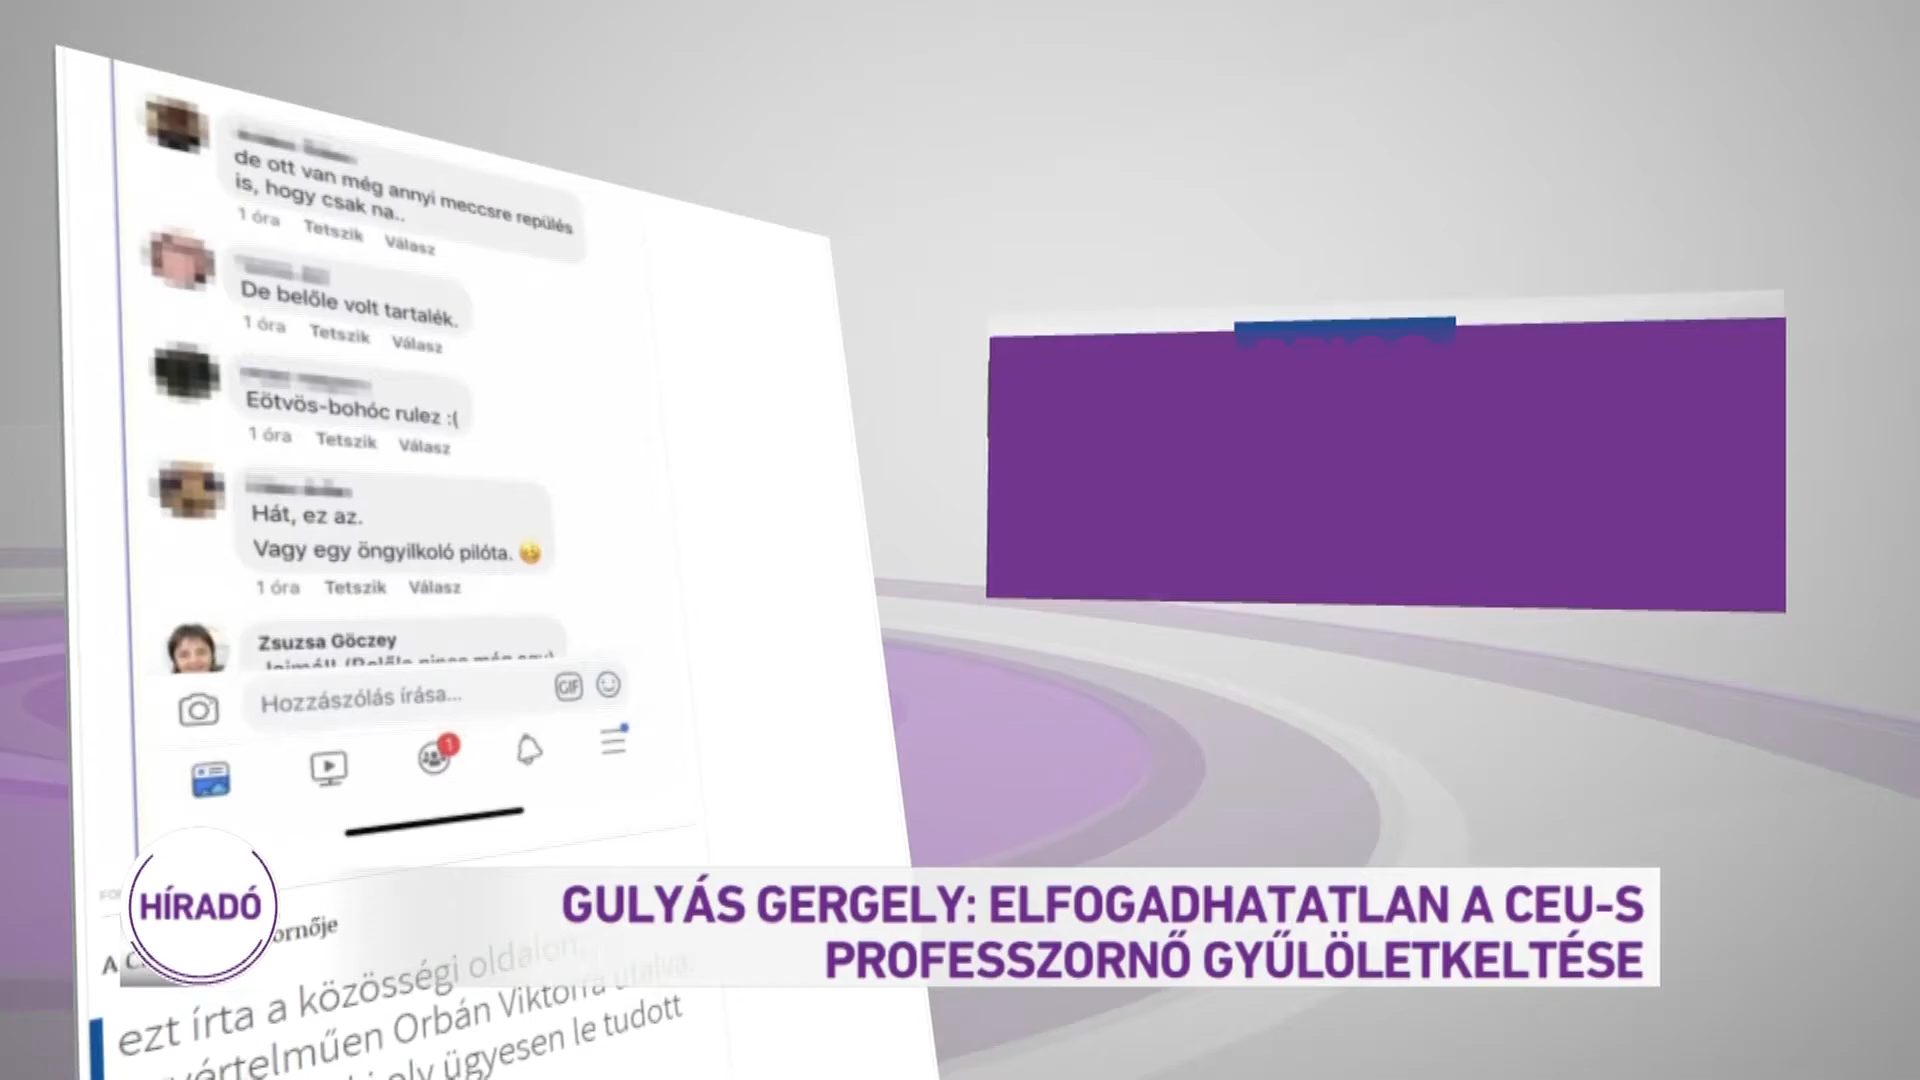 de ott van még annyi meccsre repülés
is, hogy csak na..
1 óra Tetszik Válasz
De belőle volt tartalék.
1 óra Tetszik Válasz
Eötvös-bohóc rulez :(
1 óra Tetszik Válasz
Hát, ez az.
Vagy egy öngyilkoló pilóta. 🥴
1 óra Tetszik Válasz
Zsuzsa Göczey
Hozzászólás írása...
GIF
1
HÍRADÓ
GULYÁS GERGELY: ELFOGADHATATLAN A CEU-S
PROFESSZORNŐ GYŰLÖLETKELTÉSE
A
ezt írta a közösségi oldalon,
Orbán Viktorra utalva.
oly ügyesen le tudott